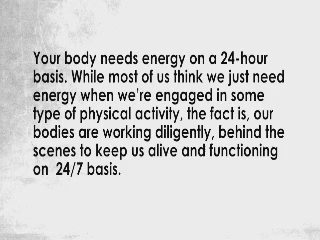 Your body needs energy on a 24-hour
basis. While most of us think we just need
energy when we're engaged in some
type of physical activity, the fact is, our
bodies are working diligently, behind the
scenes to keep us alive and functioning
on 24/7 basis.